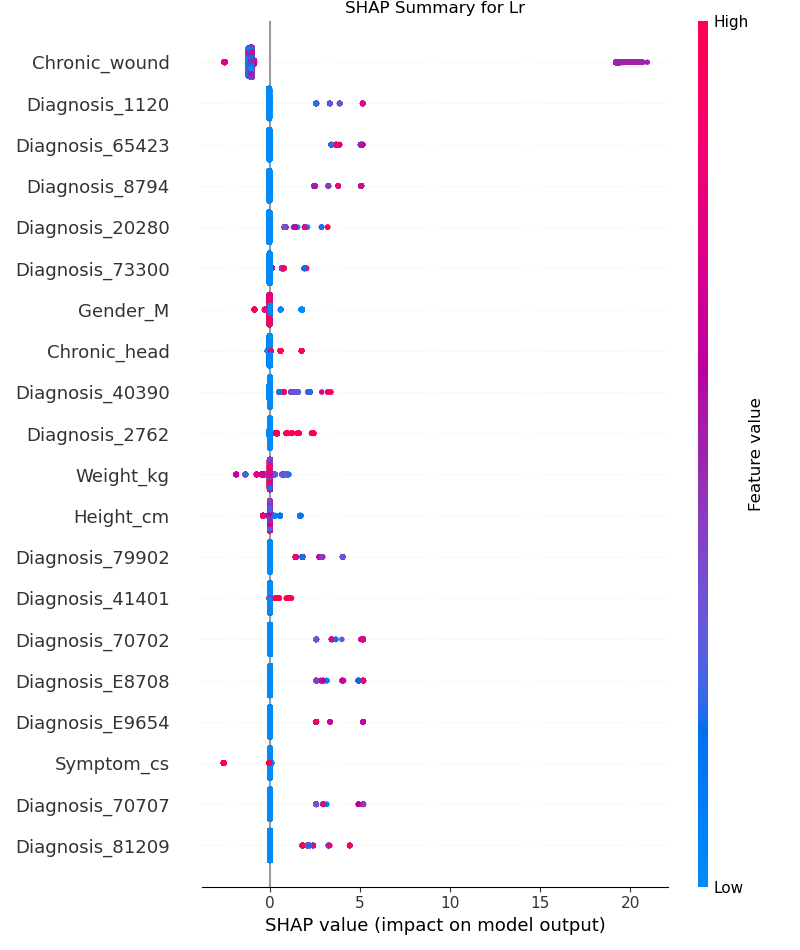 SHAP Summary for Lr
High
Chronic_wound
Diagnosis_1120
Diagnosis_65423
Diagnosis_8794
Diagnosis_20280
Diagnosis_73300
Gender_M
Chronic_head
Diagnosis_40390
Diagnosis_2762
Weight_kg
Height_cm
Diagnosis_79902
Diagnosis_41401
Diagnosis_70702
Diagnosis_E8708
Diagnosis_E9654
Symptom_cs
Diagnosis_70707
Diagnosis_81209
Feature value
Low
0 5 10 15 20
SHAP value (impact on model output)